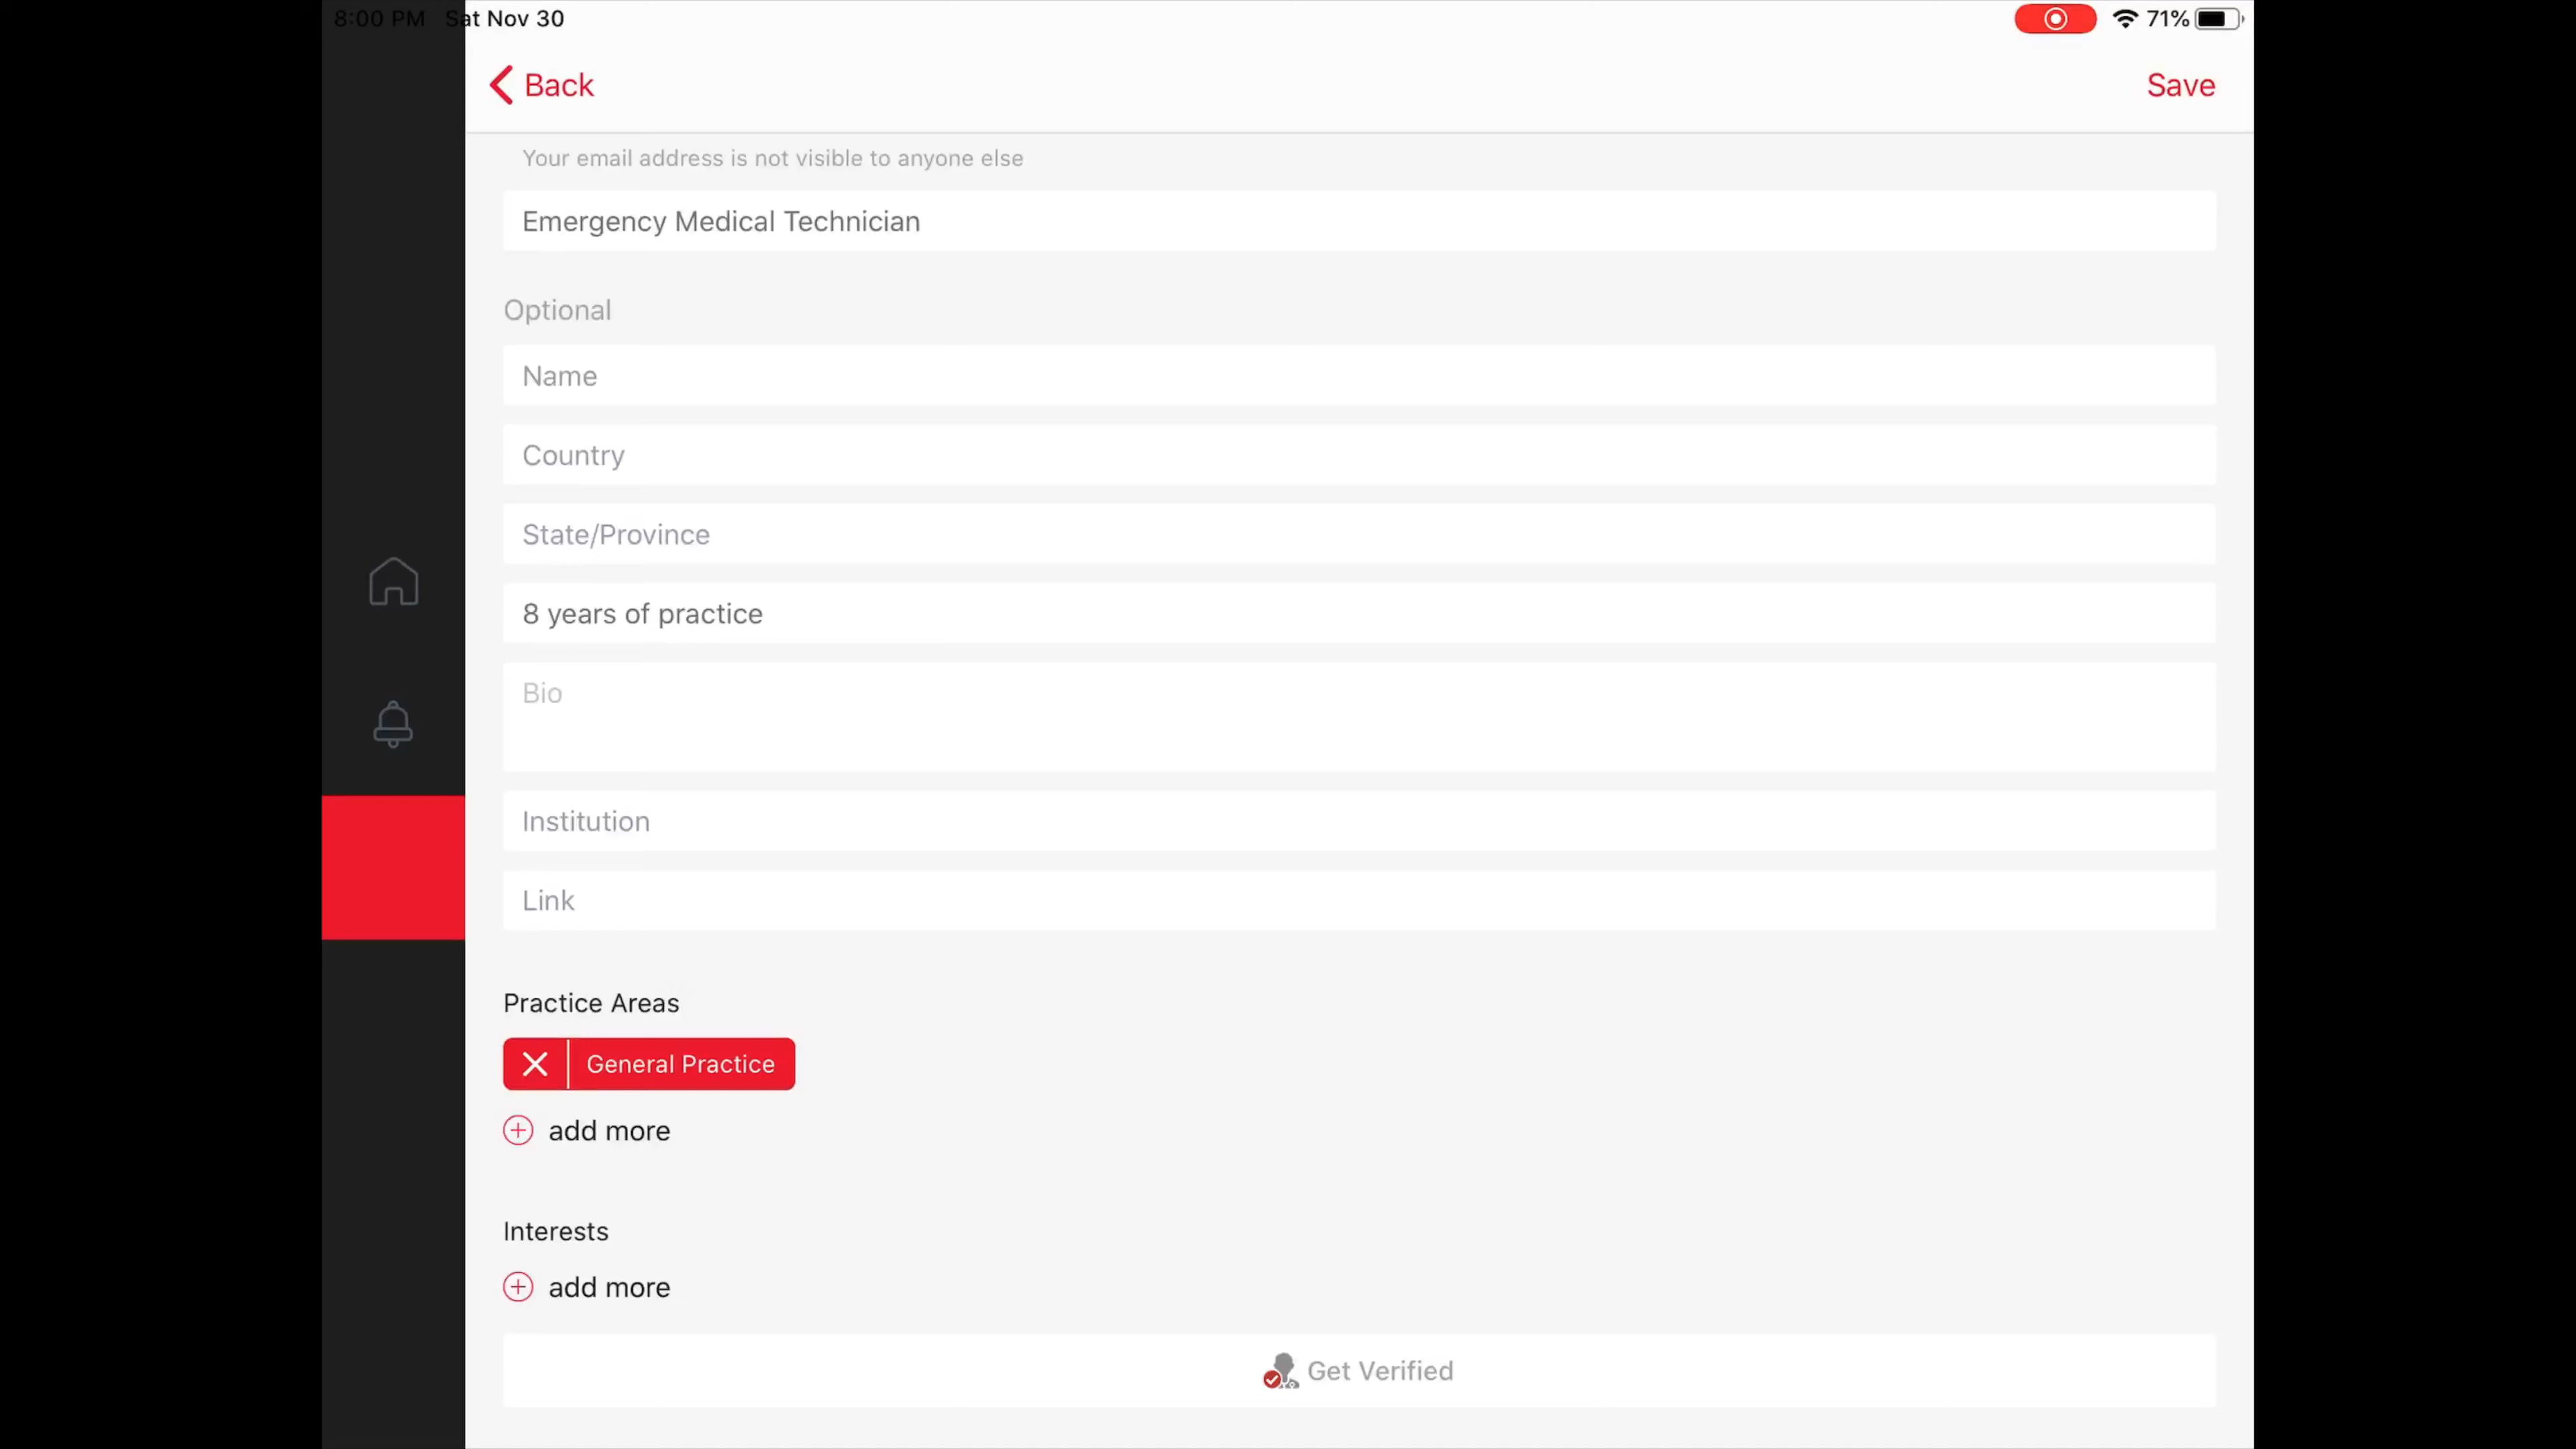 8:00 PM Sat Nov 30
71%
Back
Save
Your email address is not visible to anyone else
Emergency Medical Technician
Optional
Name
Country
State/Province
8 years of practice
Bio
Institution
Link
Practice Areas
General Practice
add more
Interests
add more
Get Verified